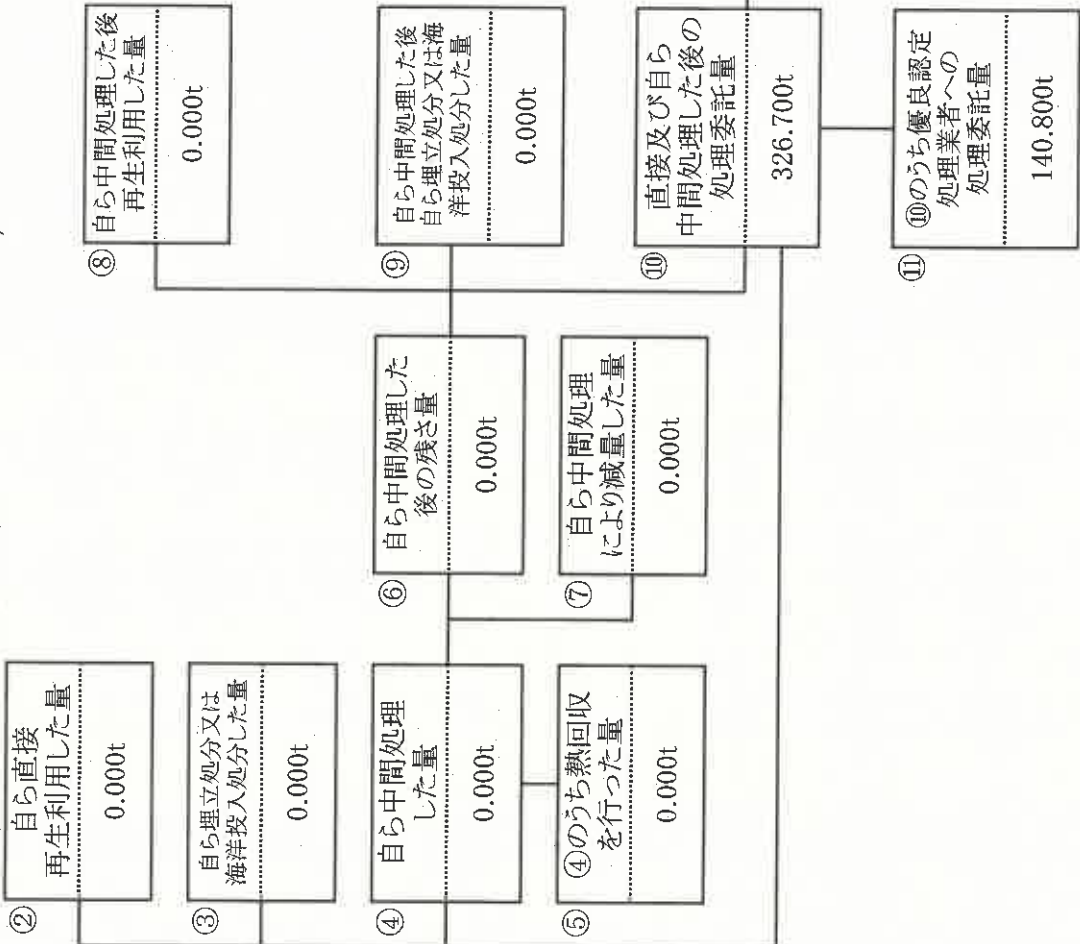 ②
自ら直接
再生利用した量
0.000t
③
自ら埋立処分又は
海洋投入処分した量
0.000t
④
自ら中間処理
した量
0.000t
⑤
④のうち熱回収
を行った量
0.000t
⑥
自ら中間処理した
後の残さ量
0.000t
⑦
自ら中間処理
により減量した量
0.000t
⑧
自ら中間処理した後
再生利用した量
0.000t
⑨
自ら中間処理した後
自ら埋立処分又は海
洋投入処分した量
0.000t
⑩
直接及び自ら
中間処理した後の
処理委託量
326.700t
⑪
⑩のうち優良認定
処理業者への
処理委託量
140.800t